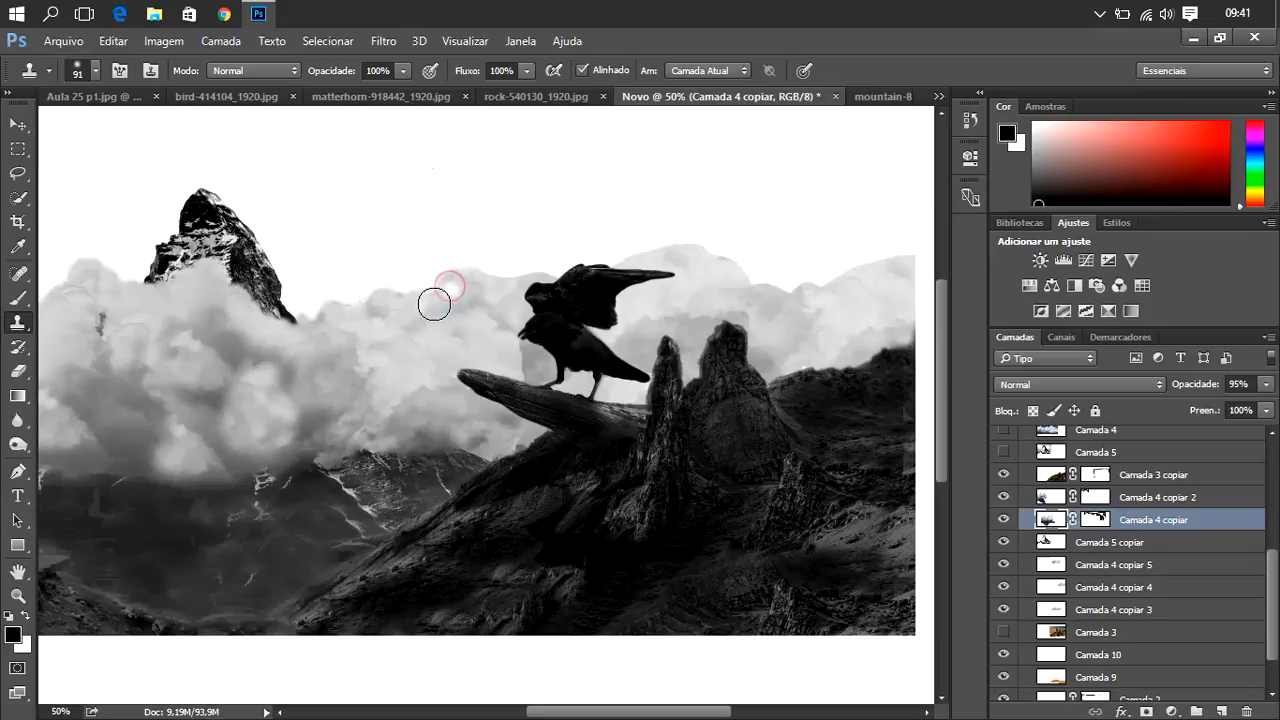 Ps
09:41
Ps Arquivo Editar Imagem Camada Texto Selecionar Filtro 3D Visualizar Janela Ajuda
91 Modo: Normal Opacidade: 100% Fluxo: 100% Alinhado Am: Camada Atual Essenciais
Aula 25 p1.jpg @ ... × bird-414104_1920.jpg × matterhorn-918442_1920.jpg × rock-540130_1920.jpg × Novo @ 50% (Camada 4 copiar, RGB/8) * × mountain-8
Cor Amostras
Bibliotecas Ajustes Estilos
Adicionar um ajuste
Camadas Canais Demarcadores
Tipo
Normal Opacidade: 95%
Bloq.: Preen.: 100%
Camada 4
Camada 5
Camada 3 copiar
Camada 4 copiar 2
Camada 4 copiar
Camada 5 copiar
Camada 4 copiar 5
Camada 4 copiar 4
Camada 4 copiar 3
Camada 3
Camada 10
Camada 9
Camada 2
50% Doc: 9,19M/93,9M
fx